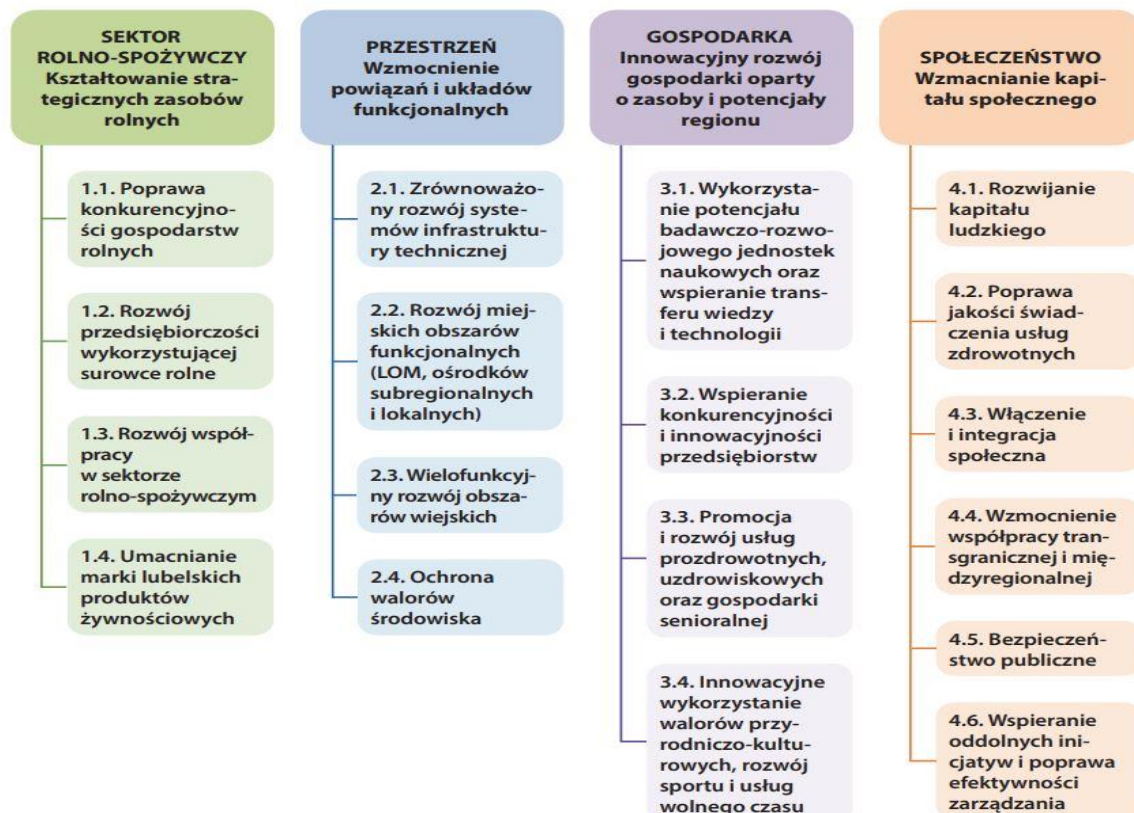 SEKTOR
ROLNO-SPOŻYWCZY
Kształtowanie stra-
tegicznych zasobów
rolnych
1.1. Poprawa
konkurencyjno-
ści gospodarstw
rolnych
1.2. Rozwój
przedsiębiorczości
wykorzystującej
surowce rolne
1.3. Rozwój współ-
pracy
w sektorze
rolno-spożywczym
1.4. Umacnianie
marki lubelskich
produktów
żywnościowych
PRZESTRZEŃ
Wzmocnienie
powiązań i układów
funkcjonalnych
2.1. Zrównoważo-
ny rozwój syste-
mów infrastruktu-
ry technicznej
2.2. Rozwój miej-
skich obszarów
funkcjonalnych
(LOM, ośrodków
subregionalnych
i lokalnych)
2.3. Wielofunkcyj-
ny rozwój obsza-
rów wiejskich
2.4. Ochrona
walorów
środowiska
GOSPODARKA
Innowacyjny rozwój
gospodarki oparty
o zasoby i potencjały
regionu
3.1. Wykorzysta-
nie potencjału
badawczo-rozwo-
jowego jednostek
naukowych oraz
wspieranie trans-
feru wiedzy
i technologii
3.2. Wspieranie
konkurencyjności
i innowacyjności
przedsiębiorstw
3.3. Promocja
i rozwój usług
prozdrowotnych,
uzdrowiskowych
oraz gospodarki
senioralnej
3.4. Innowacyjne
wykorzystanie
walorów przy-
rodniczo-kultu-
rowych, rozwój
sportu i usług
wolnego czasu
SPOŁECZEŃSTWO
Wzmacnianie kapi-
tału społecznego
4.1. Rozwijanie
kapitału
ludzkiego
4.2. Poprawa
jakości świad-
czenia usług
zdrowotnych
4.3. Włączenie
i integracja
społeczna
4.4. Wzmocnienie
współpracy tran-
sgranicznej i mię-
dzyregionalnej
4.5. Bezpieczeń-
stwo publiczne
4.6. Wspieranie
oddolnych ini-
cjatyw i poprawa
efektywności
zarządzania